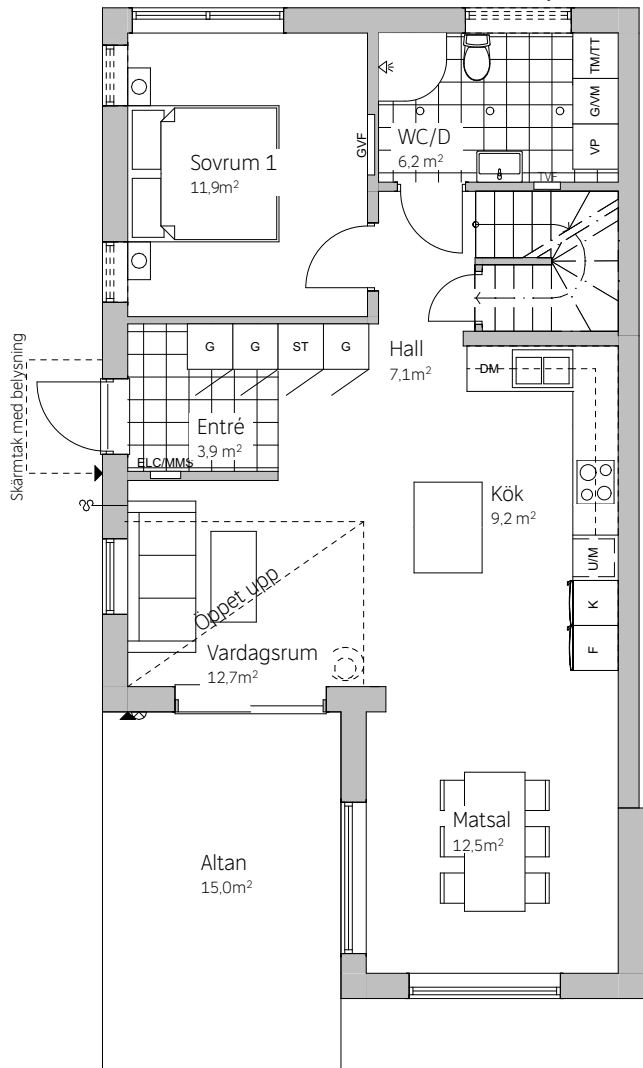 TM/TT
G/VM
VP
GVF
WC/D
6,2 m²
Sovrum 1
11,9m²
TVF
Skärmtak med belysning
G
G
ST
G
Hall
7,1m²
DM
Entré
3,9 m²
ELC/MMS
Kök
9,2 m²
U/M
K
F
Öppet upp
Vardagsrum
12,7m²
Matsal
12,5m²
Altan
15,0m²